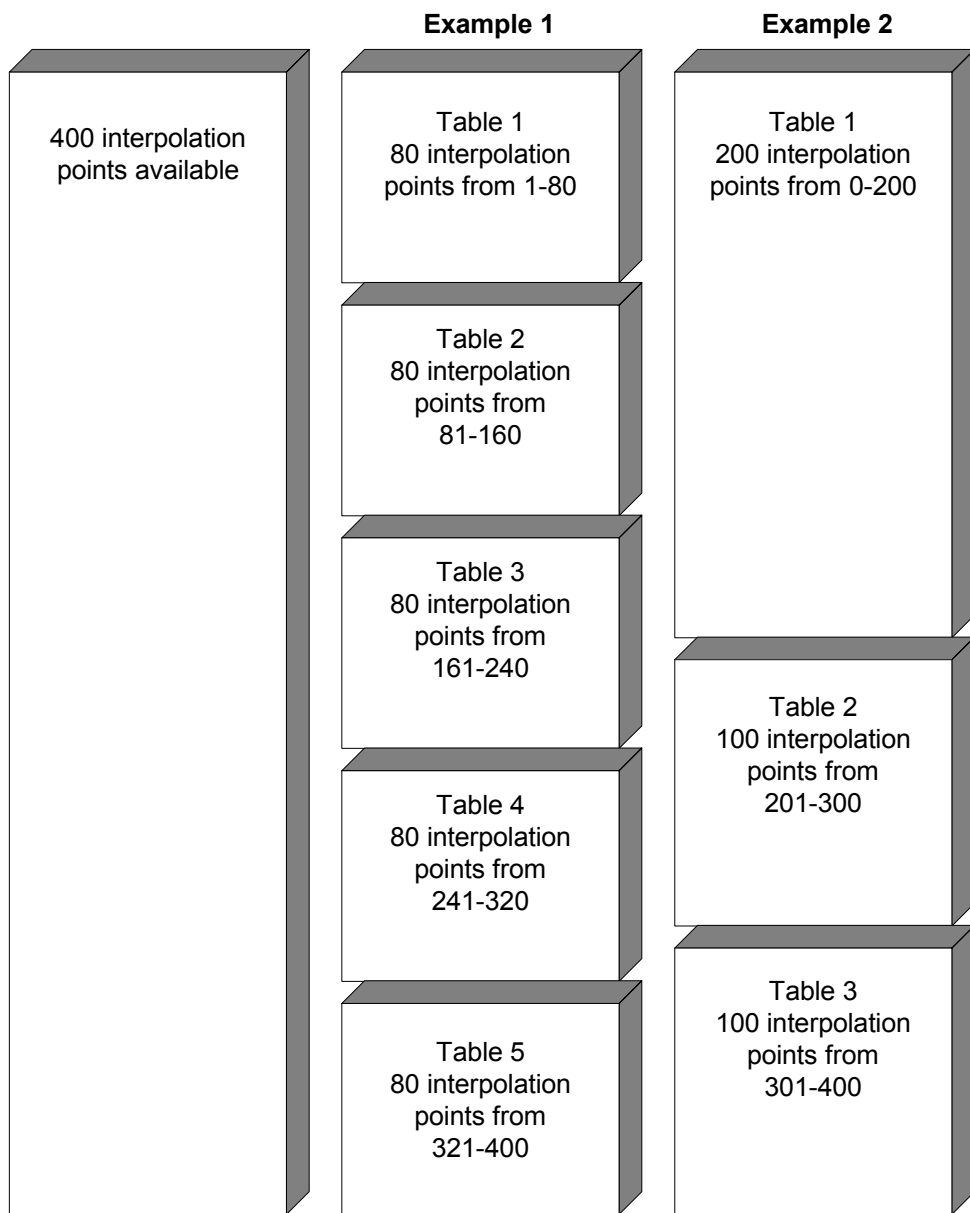 Example 1
Example 2
400 interpolation
points available
Table 1
80 interpolation
points from 1-80
Table 2
80 interpolation
points from
81-160
Table 3
80 interpolation
points from
161-240
Table 4
80 interpolation
points from
241-320
Table 5
80 interpolation
points from
321-400
Table 1
200 interpolation
points from 0-200
Table 2
100 interpolation
points from
201-300
Table 3
100 interpolation
points from
301-400